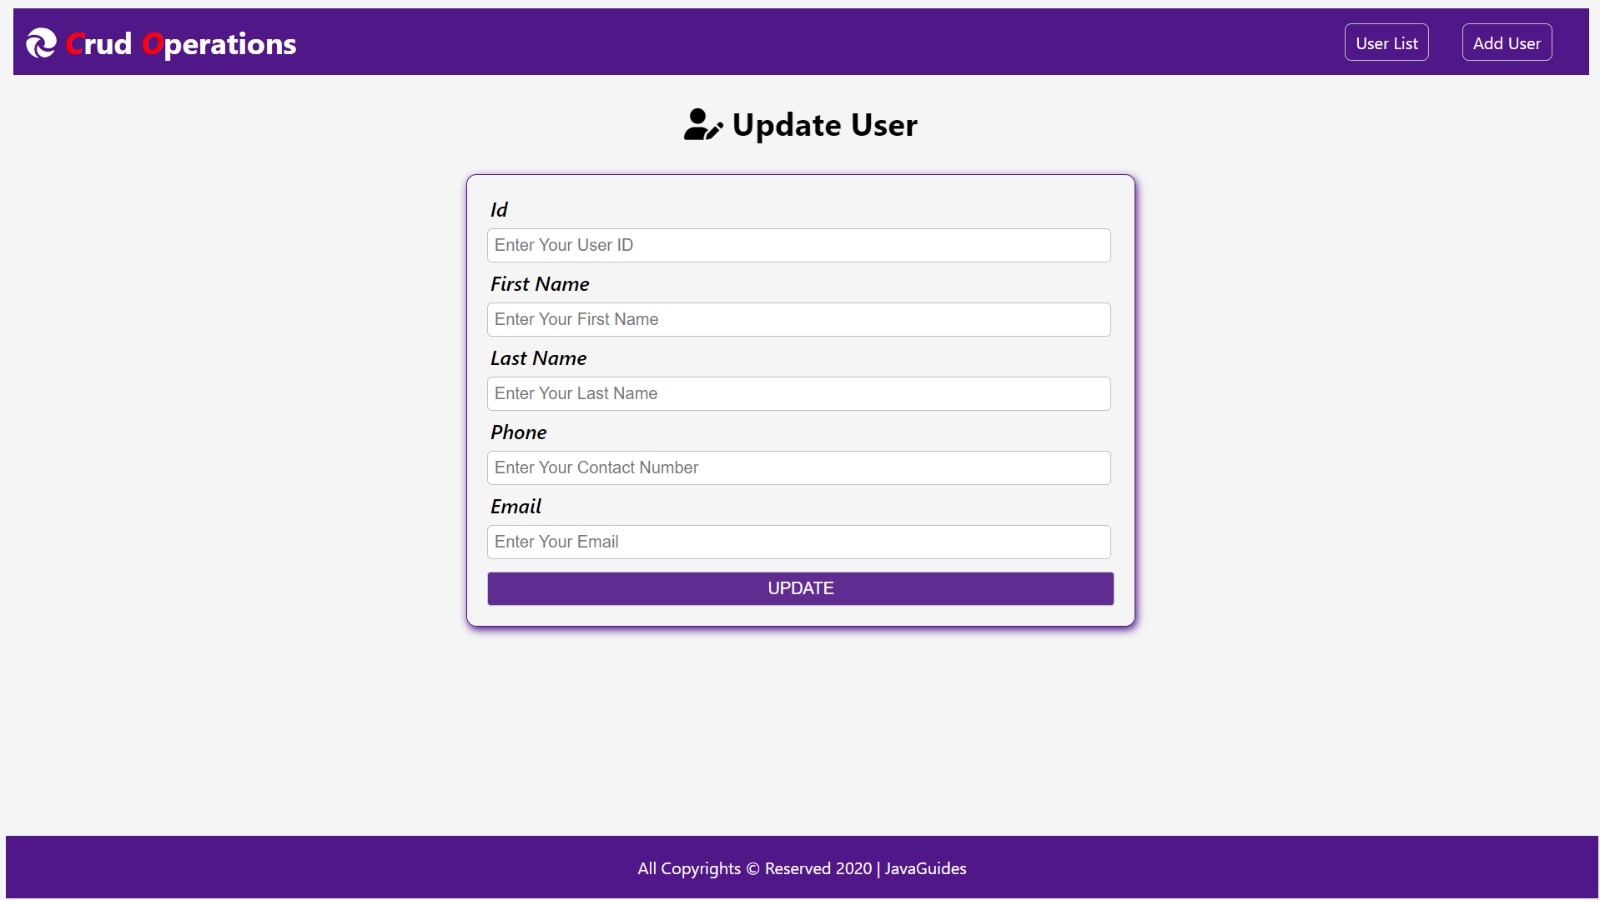 Crud Operations
User List
Add User
Update User
Id
Enter Your User ID
First Name
Enter Your First Name
Last Name
Enter Your Last Name
Phone
Enter Your Contact Number
Email
Enter Your Email
UPDATE
All Copyrights © Reserved 2020 | JavaGuides